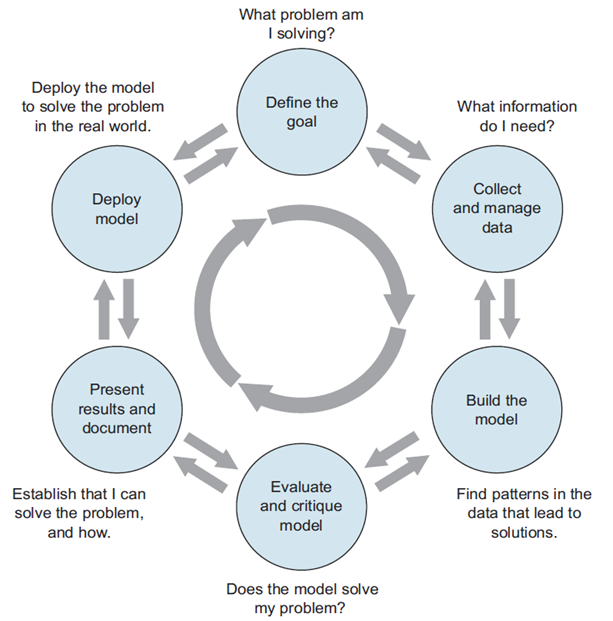 What problem am
I solving?
Define the
goal
What information
do I need?
Collect
and manage
data
Build the
model
Find patterns in the
data that lead to
solutions.
Evaluate
and critique
model
Does the model solve
my problem?
Present
results and
document
Establish that I can
solve the problem,
and how.
Deploy
model
Deploy the model
to solve the problem
in the real world.